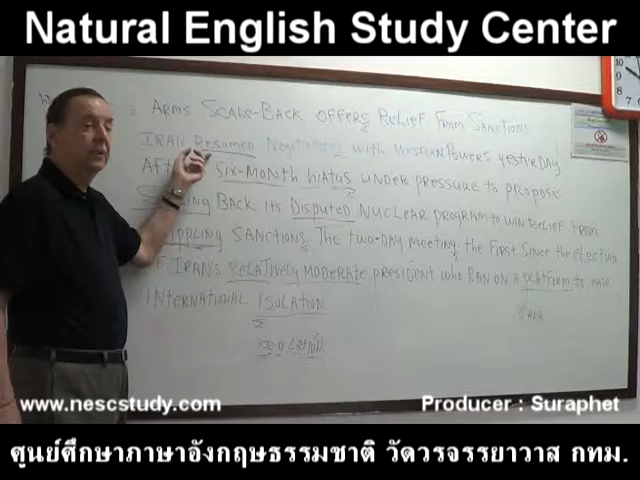 Natural English Study Center
ARMS SCALE-BACK OFFERS RELIEF FROM SANCTIONS
IRAN RESUMED NEGOTIATIONS WITH WESTERN POWERS YESTERDAY
SIX-MONTH HIATUS UNDER PRESSURE TO PROPOSE
BACK ITS DISPUTED NUCLEAR PROGRAM TO WIN RELIEF FROM
SANCTIONS. THE TWO-DAY MEETING, THE FIRST SINCE THE ELECTION
OF IRAN'S RELATIVELY MODERATE PRESIDENT WHO RAN ON A PLATFORM TO
INTERNATIONAL ISOLATION
www.nescstudy.com
Producer : Suraphet
ศูนย์ศึกษาภาษาอังกฤษธรรมชาติ วัดวรจรรยาวาส กทม.